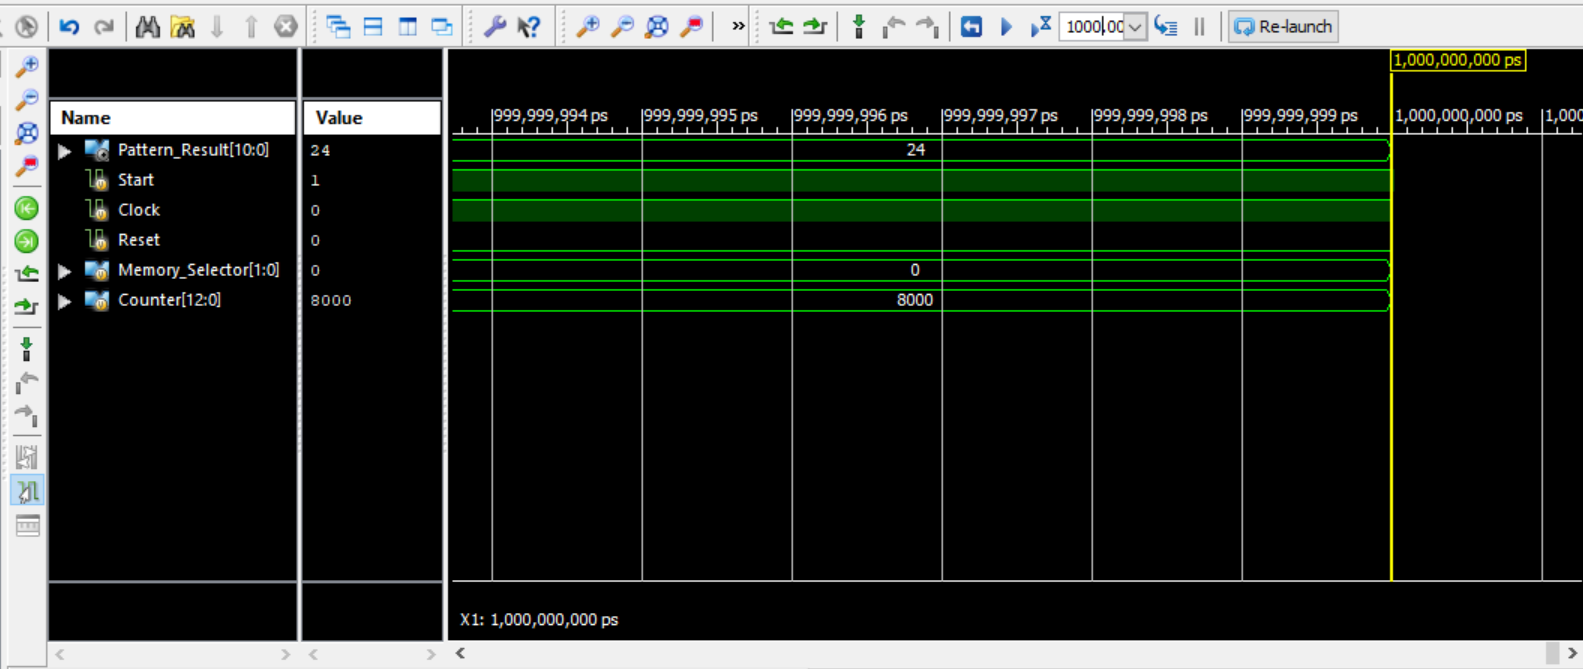 1000,00 Re-launch
1,000,000,000 ps
Name Value
999,999,994 ps 999,999,995 ps 999,999,996 ps 999,999,997 ps 999,999,998 ps 999,999,999 ps 1,000,000,000 ps 1,000
Pattern_Result[10:0] 24 24
Start 1
Clock 0
Reset 0
Memory_Selector[1:0] 0 0
Counter[12:0] 8000 8000
X1: 1,000,000,000 ps